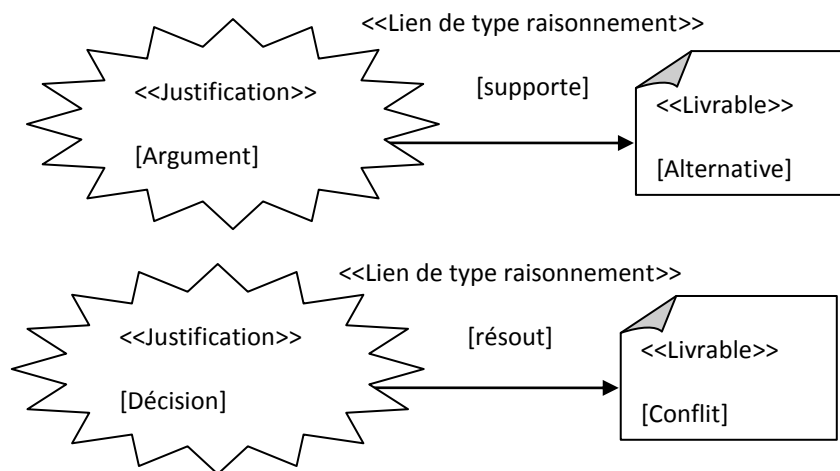 <<Lien de type raisonnement>>
<<Justification>>
[supporte]
<<Livrable>>
[Argument]
[Alternative]
<<Lien de type raisonnement>>
<<Justification>>
[résout]
<<Livrable>>
[Décision]
[Conflit]